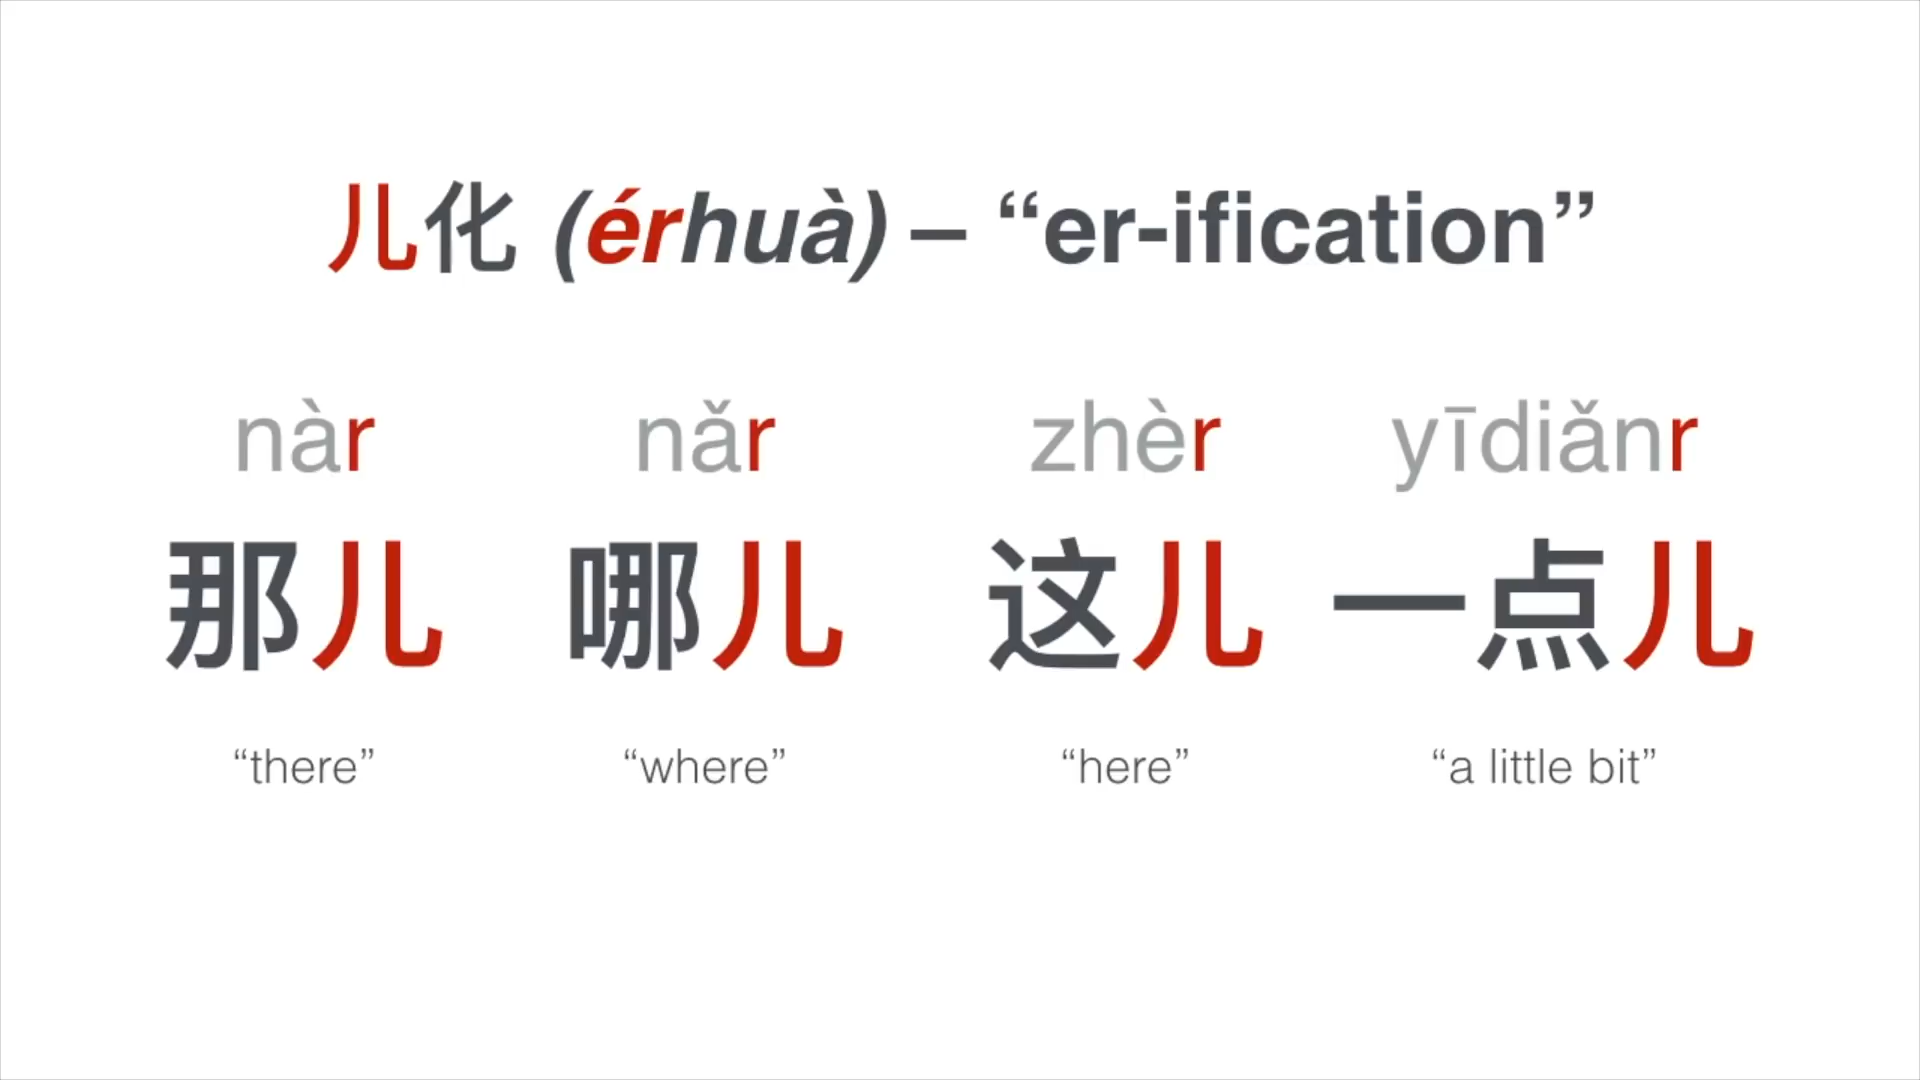 儿化 (érhuà) – “er-ification”
nàr nǎr zhèr yīdiǎnr
那儿 哪儿 这儿 一点儿
“there” “where” “here” “a little bit”